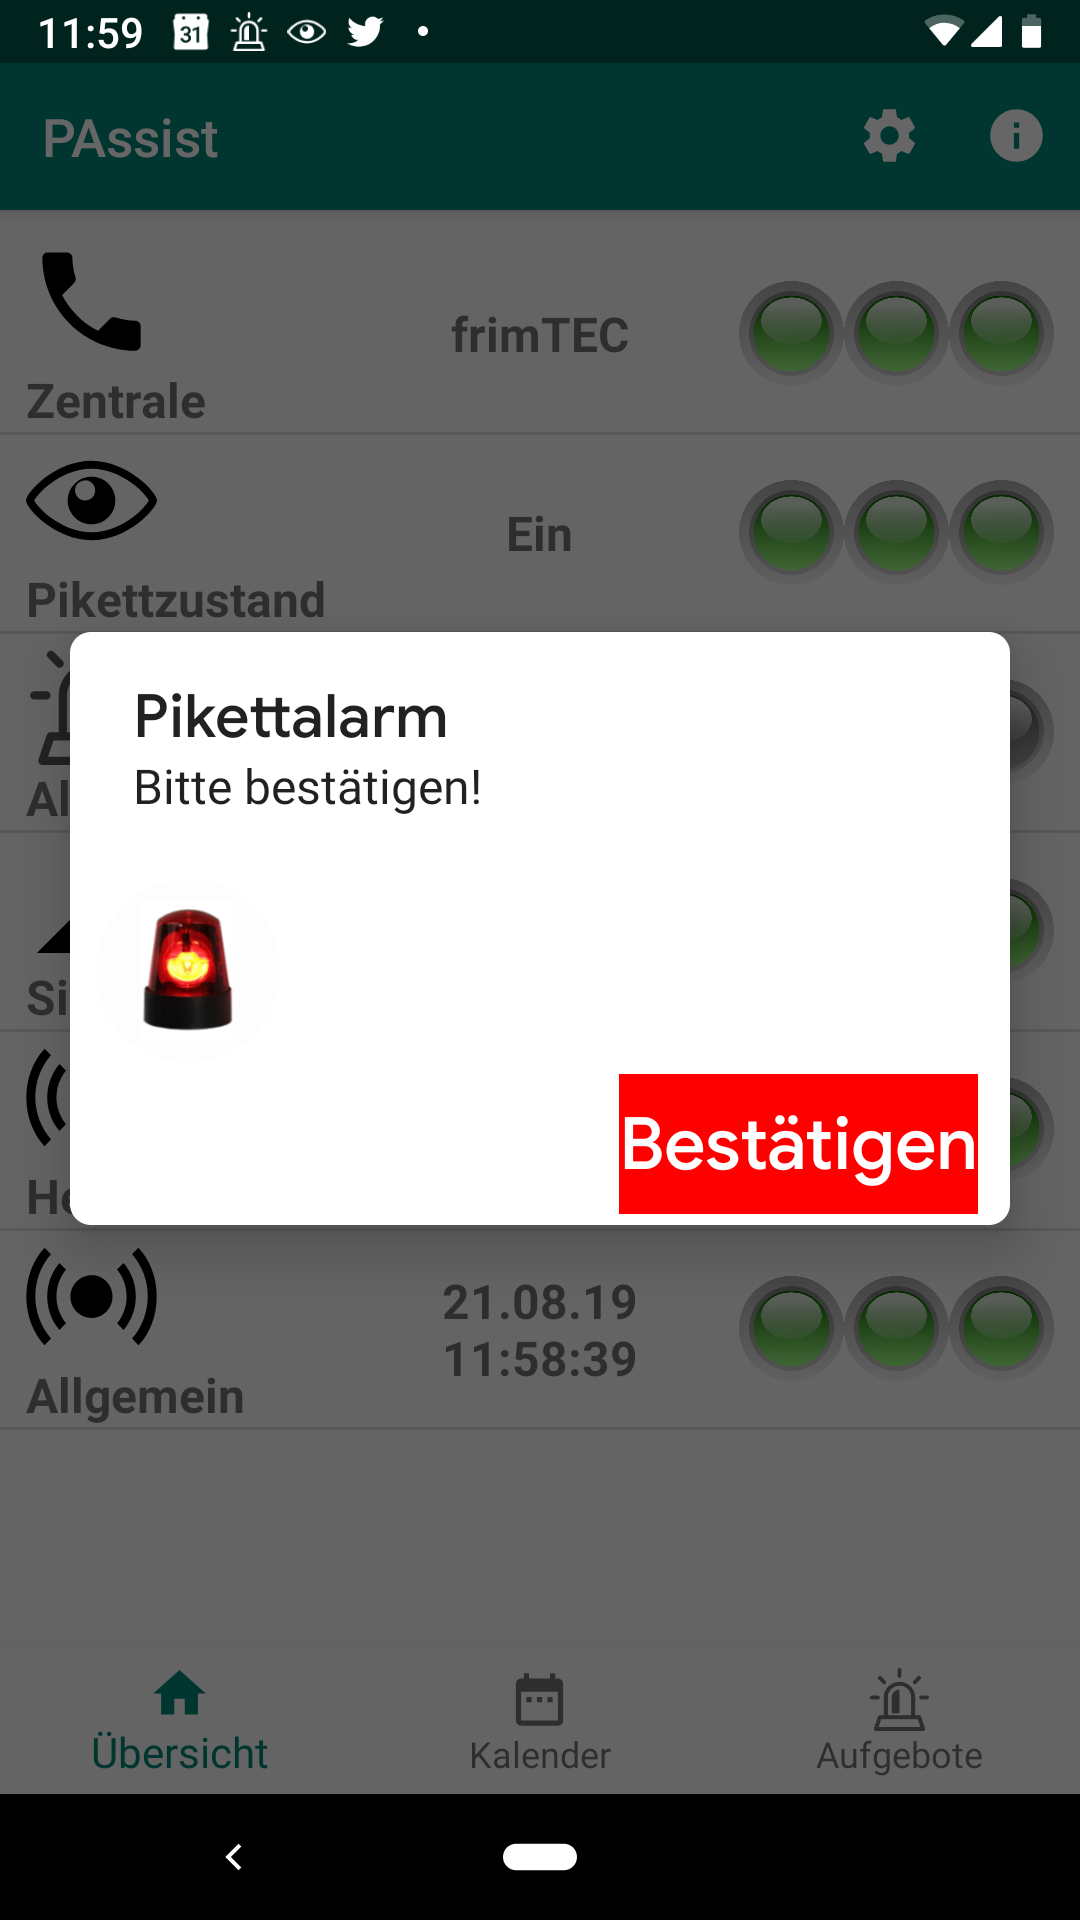 11:59
31
PAssist
frimTEC
Zentrale
Ein
Pikettzustand
Pikettalarm
Bitte bestätigen!
Al
Si
He
Bestätigen
21.08.19
11:58:39
Allgemein
Übersicht
Kalender
Aufgebote